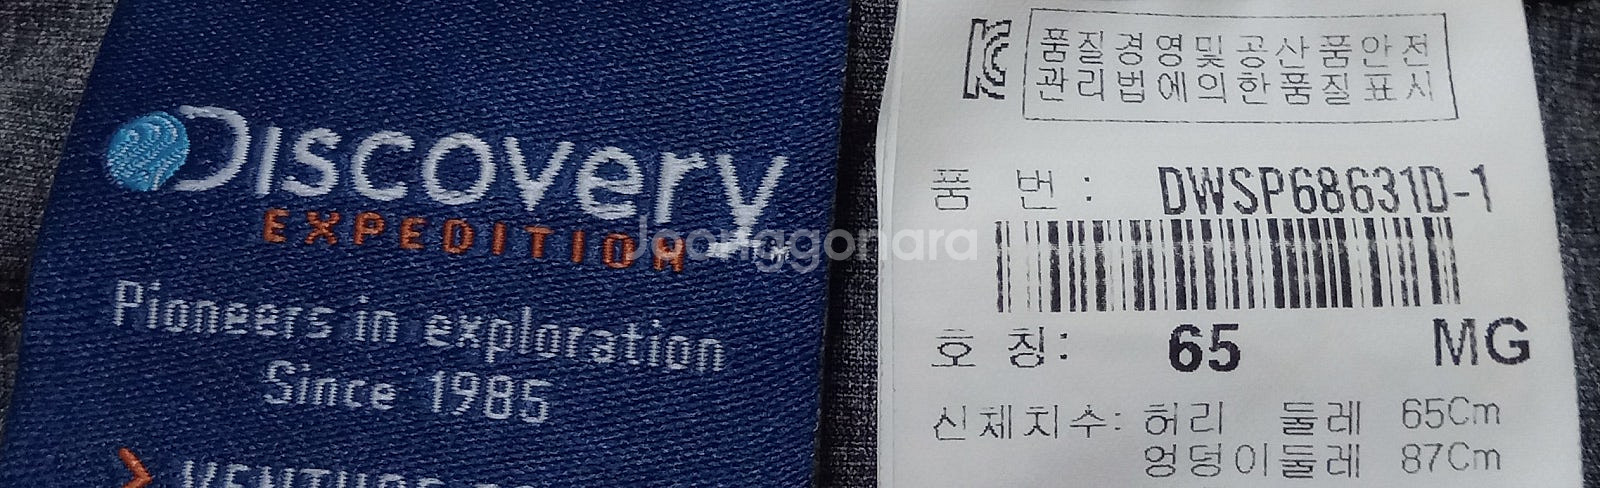 Discovery
EXPEDITION
Pioneers in exploration
Since 1985
Joonggonara
품질경영및공산품안전
관리법에의한품질표시
품 번 : DWSP68631D-1
호 칭: 65 MG
신체치수: 허리 둘레 65Cm
엉덩이둘레 87Cm